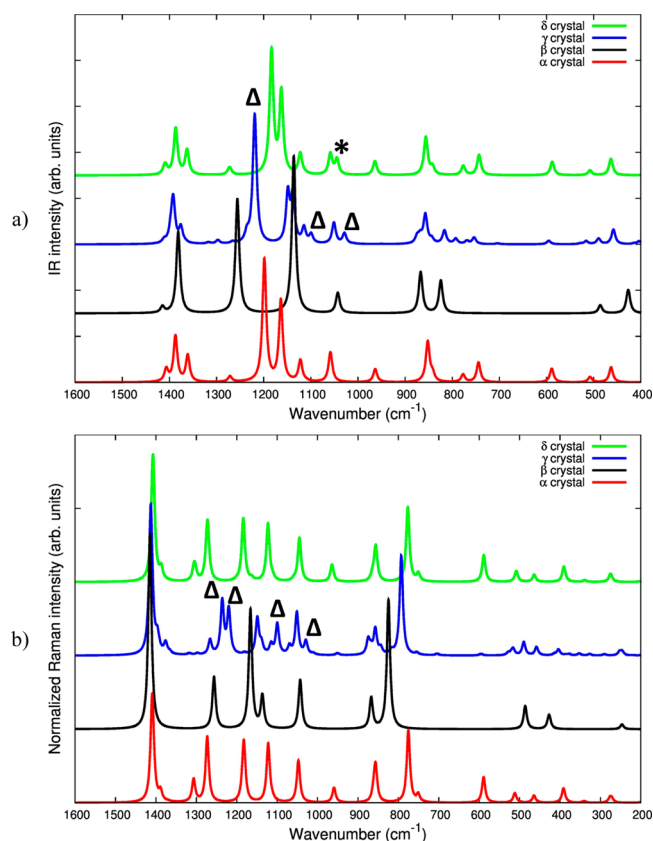 δ crystal
γ crystal
β crystal
α crystal
Δ
*
Δ
Δ
a)
IR intensity (arb. units)
1600 1500 1400 1300 1200 1100 1000 900 800 700 600 500 400
Wavenumber (cm⁻¹)
δ crystal
γ crystal
β crystal
α crystal
Δ
Δ
Δ
Δ
b)
Normalized Raman intensity (arb. units)
1600 1500 1400 1300 1200 1100 1000 900 800 700 600 500 400 300 200
Wavenumber (cm⁻¹)